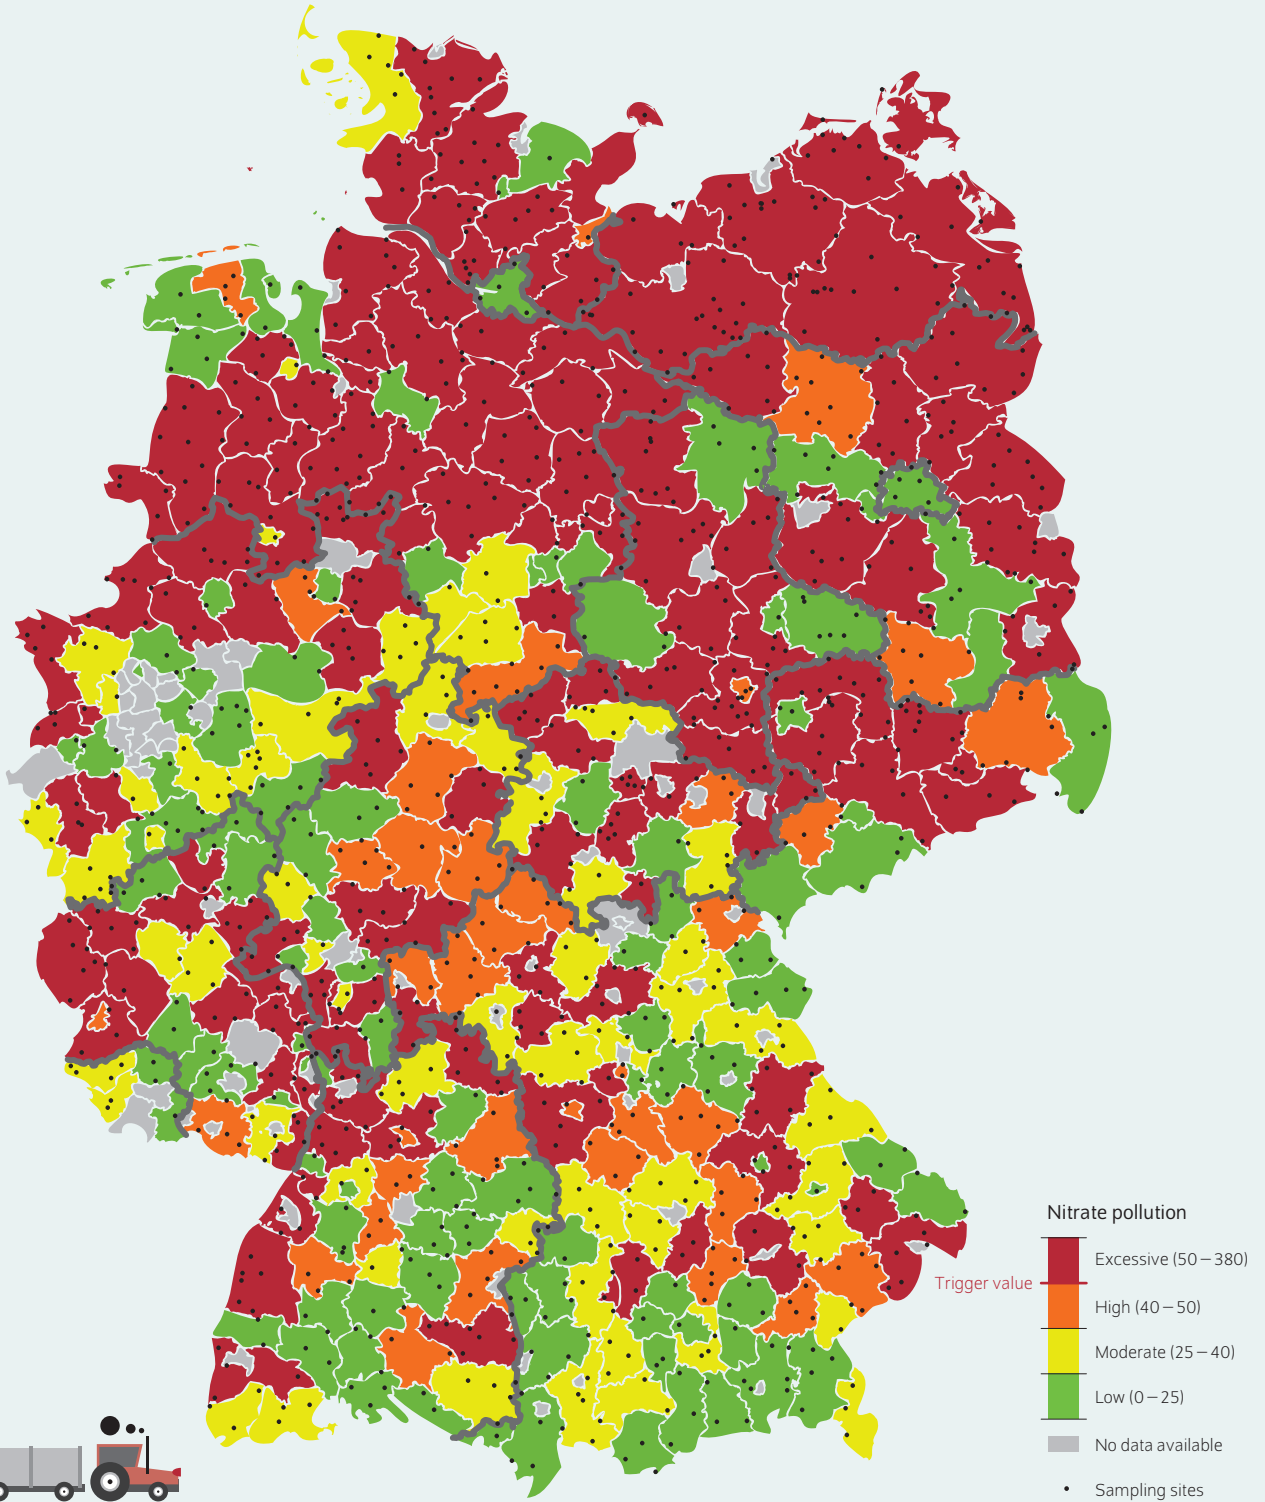 Nitrate pollution
Excessive (50 – 380)
Trigger value
High (40 – 50)
Moderate (25 – 40)
Low (0 – 25)
No data available
Sampling sites